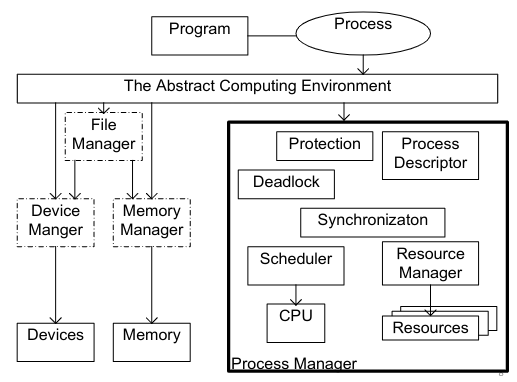 Program
Process
The Abstract Computing Environment
File
Manager
Protection
Process
Descriptor
Deadlock
Device
Manger
Memory
Manager
Synchronizaton
Scheduler
Resource
Manager
CPU
Resources
Devices
Memory
Process Manager